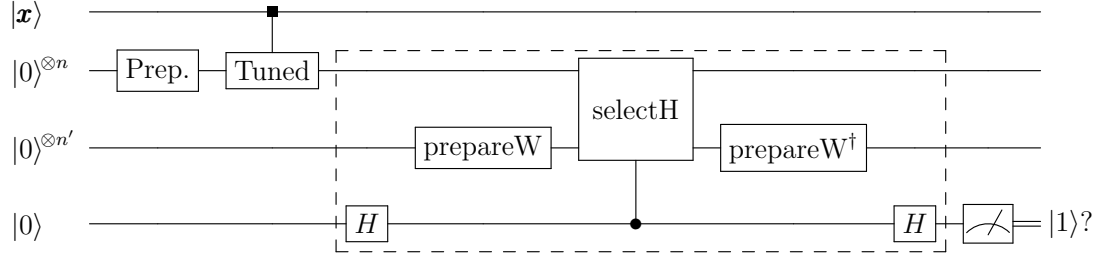 |x⟩
|0⟩^{⊗n} Prep. Tuned
selectH
|0⟩^{⊗n′} prepareW prepareW†
|0⟩ H H |1⟩?